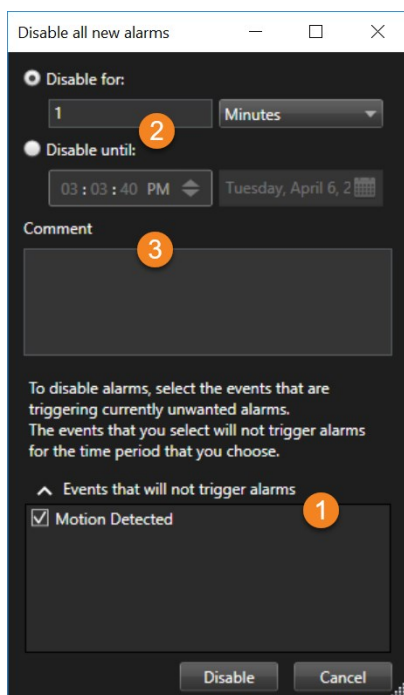 Disable all new alarms
Disable for:
1 Minutes
2
Disable until:
03 : 03 : 40 PM Tuesday, April 6, 2
Comment
3
To disable alarms, select the events that are
triggering currently unwanted alarms.
The events that you select will not trigger alarms
for the time period that you choose.
Events that will not trigger alarms
1
Motion Detected
Disable Cancel